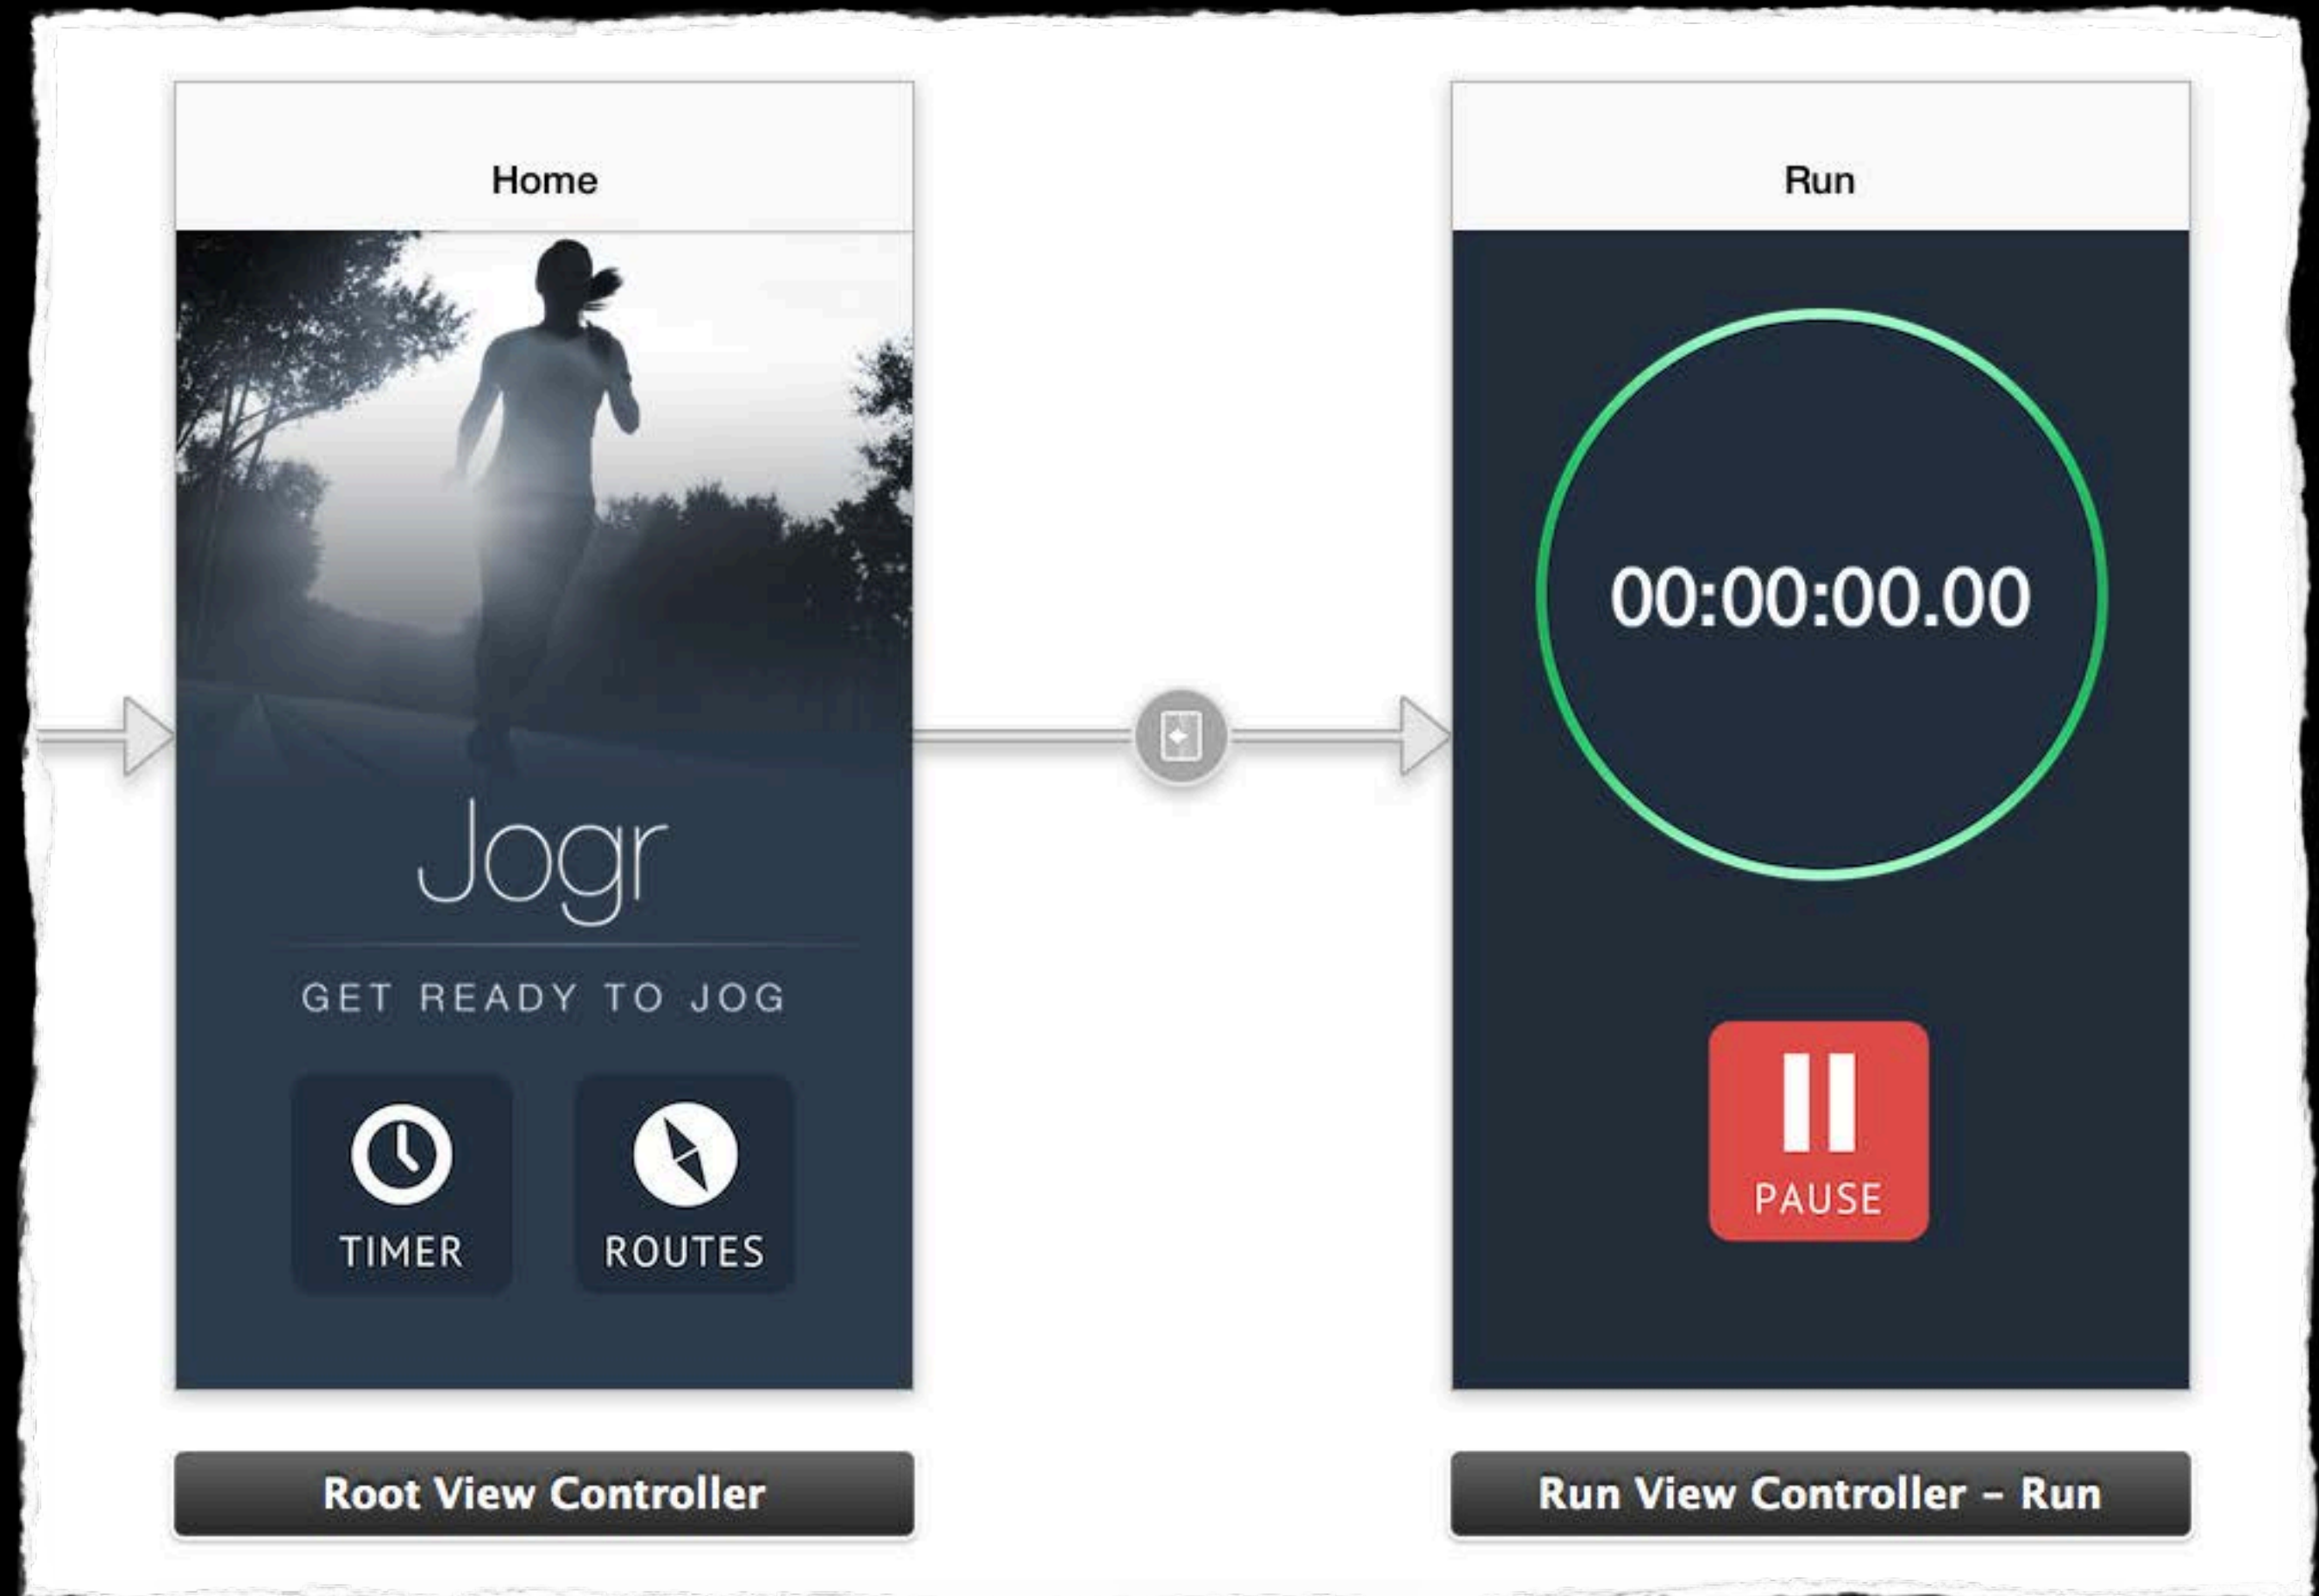 Home
Jogr
GET READY TO JOG
TIMER
ROUTES
Root View Controller
Run
00:00:00.00
PAUSE
Run View Controller – Run